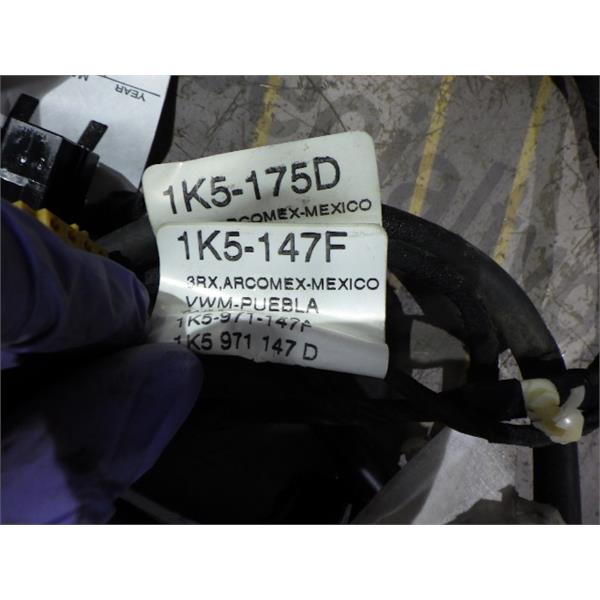 YEAR
1K5-175D
ARCOMEX-MEXICO
1K5-147F
3RX,ARCOMEX-MEXICO
VWM-PUEBLA
1K5-971-147F
1K5 971 147 D